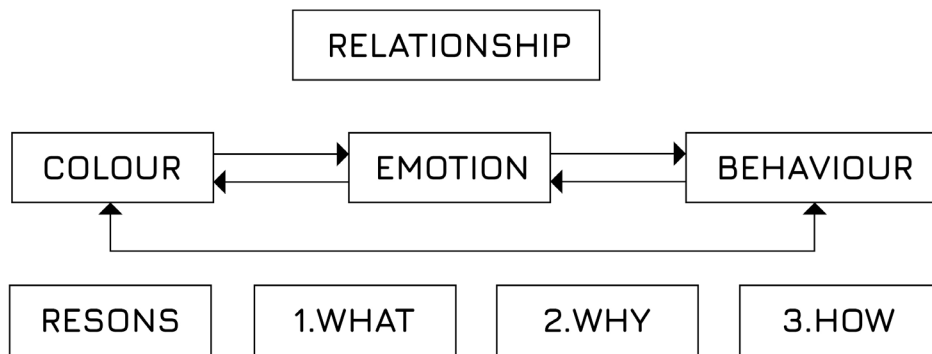 RELATIONSHIP
COLOUR EMOTION BEHAVIOUR
RESONS 1.WHAT 2.WHY 3.HOW